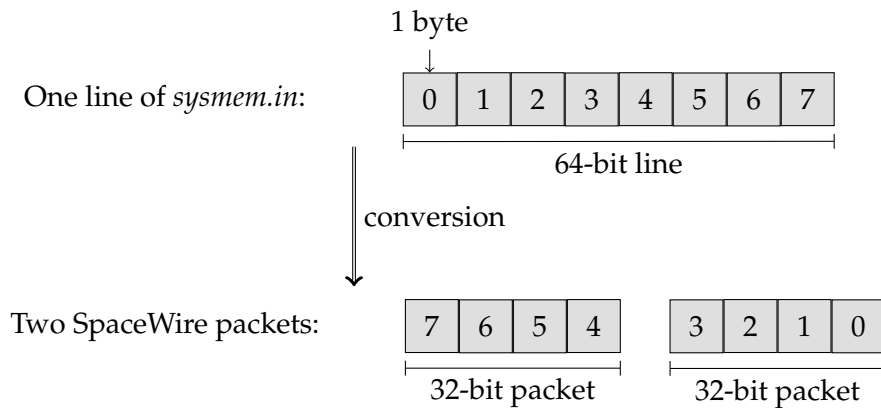 1 byte
One line of sysmem.in: 0 1 2 3 4 5 6 7
64-bit line
conversion
Two SpaceWire packets: 7 6 5 4 3 2 1 0
32-bit packet 32-bit packet